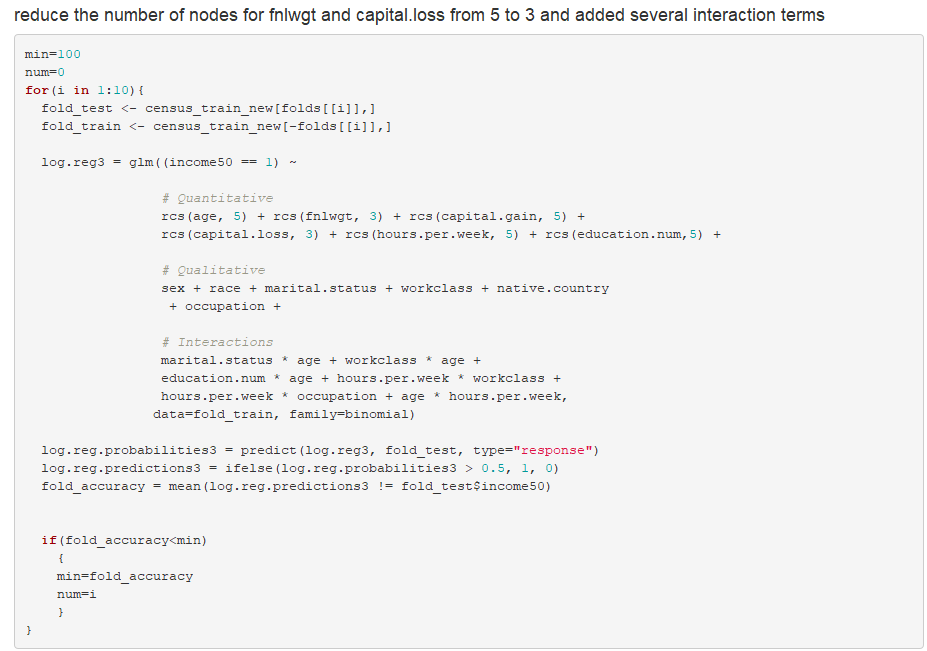 reduce the number of nodes for fnlwgt and capital.loss from 5 to 3 and added several interaction terms
min=100
num=0
for(i in 1:10){
  fold_test <- census_train_new[folds[[i]],]
  fold_train <- census_train_new[-folds[[i]],]
  log.reg3 = glm((income50 == 1) ~
                 # Quantitative
                 rcs(age, 5) + rcs(fnlwgt, 3) + rcs(capital.gain, 5) +
                 rcs(capital.loss, 3) + rcs(hours.per.week, 5) + rcs(education.num,5) +
                 # Qualitative
                 sex + race + marital.status + workclass + native.country
                  + occupation +
                 # Interactions
                 marital.status * age + workclass * age +
                 education.num * age + hours.per.week * workclass +
                 hours.per.week * occupation + age * hours.per.week,
                data=fold_train, family=binomial)
  log.reg.probabilities3 = predict(log.reg3, fold_test, type="response")
  log.reg.predictions3 = ifelse(log.reg.probabilities3 > 0.5, 1, 0)
  fold_accuracy = mean(log.reg.predictions3 != fold_test$income50)
  if(fold_accuracy<min)
    {
    min=fold_accuracy
    num=i
    }
}